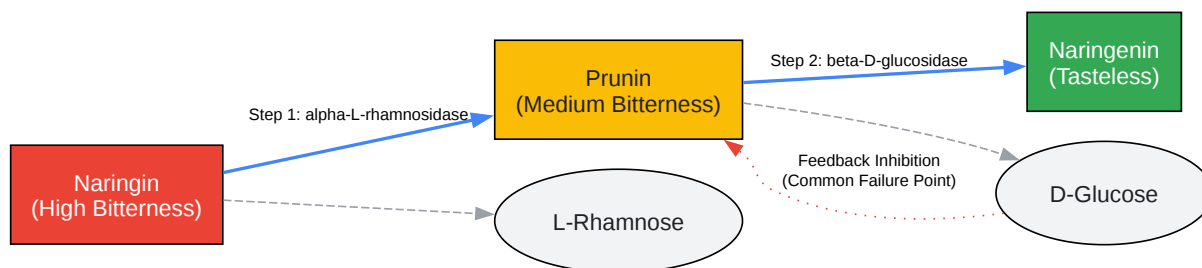 Naringin
(High Bitterness)
Step 1: alpha-L-rhamnosidase
Prunin
(Medium Bitterness)
L-Rhamnose
Step 2: beta-D-glucosidase
Naringenin
(Tasteless)
Feedback Inhibition
(Common Failure Point)
D-Glucose